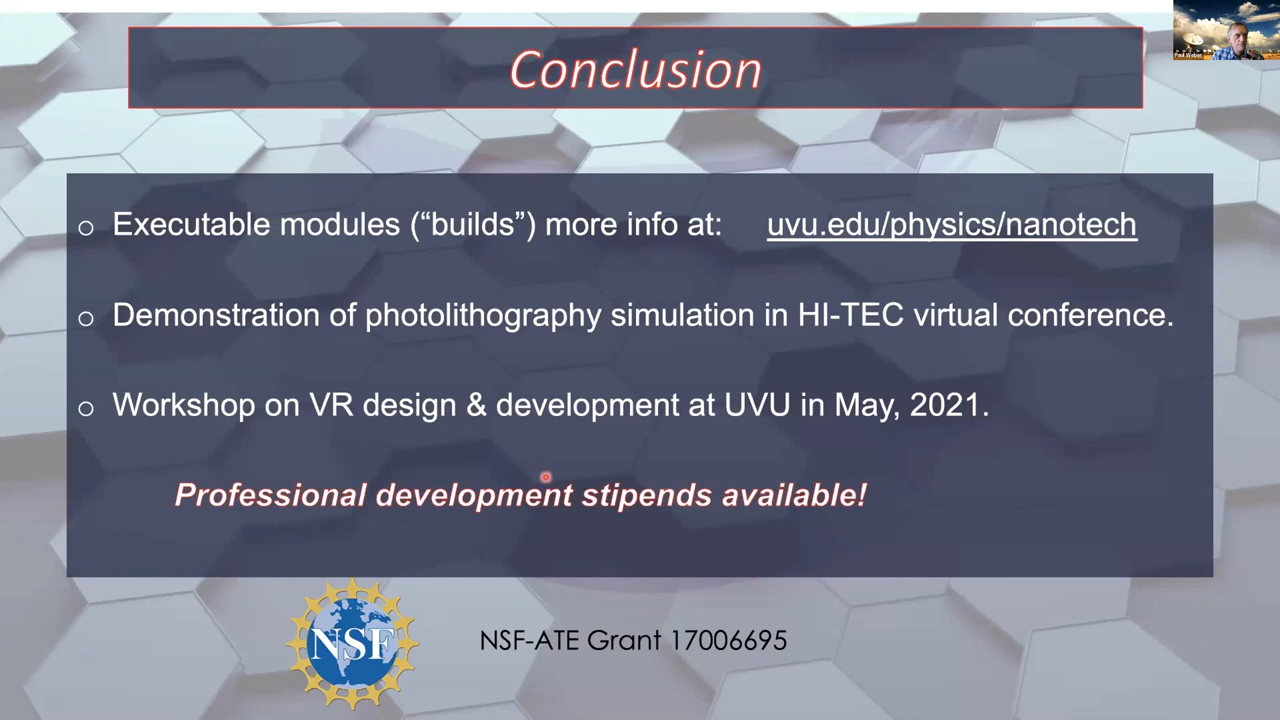 Conclusion
Paul Weber
o Executable modules (“builds”) more info at: uvu.edu/physics/nanotech
o Demonstration of photolithography simulation in HI-TEC virtual conference.
o Workshop on VR design & development at UVU in May, 2021.
Professional development stipends available!
NSF
NSF-ATE Grant 17006695